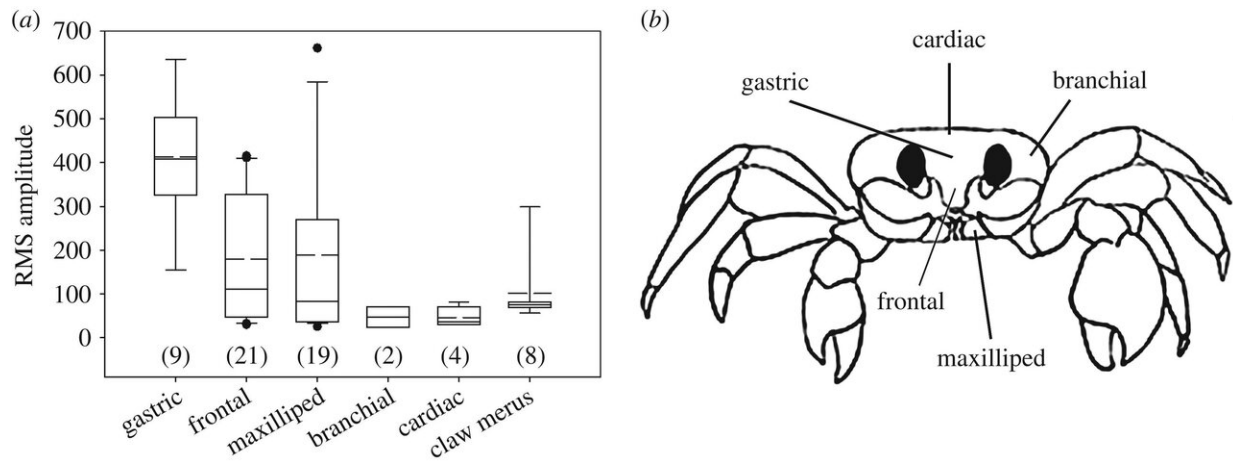 (a)
700
600
500
400
300
200
100
0
RMS amplitude
(9) (21) (19) (2) (4) (8)
gastric frontal maxilliped branchial cardiac claw merus
(b)
cardiac
gastric
branchial
frontal
maxilliped